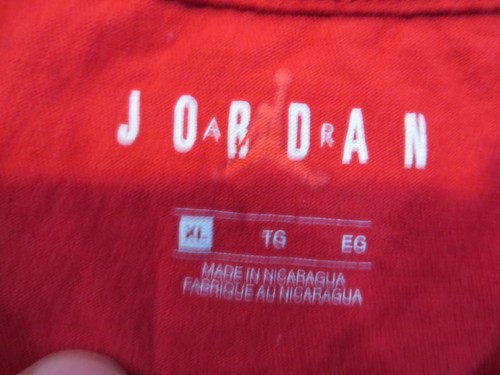 JORDAN
AIR
XL TG EG
MADE IN NICARAGUA
FABRIQUE AU NICARAGUA